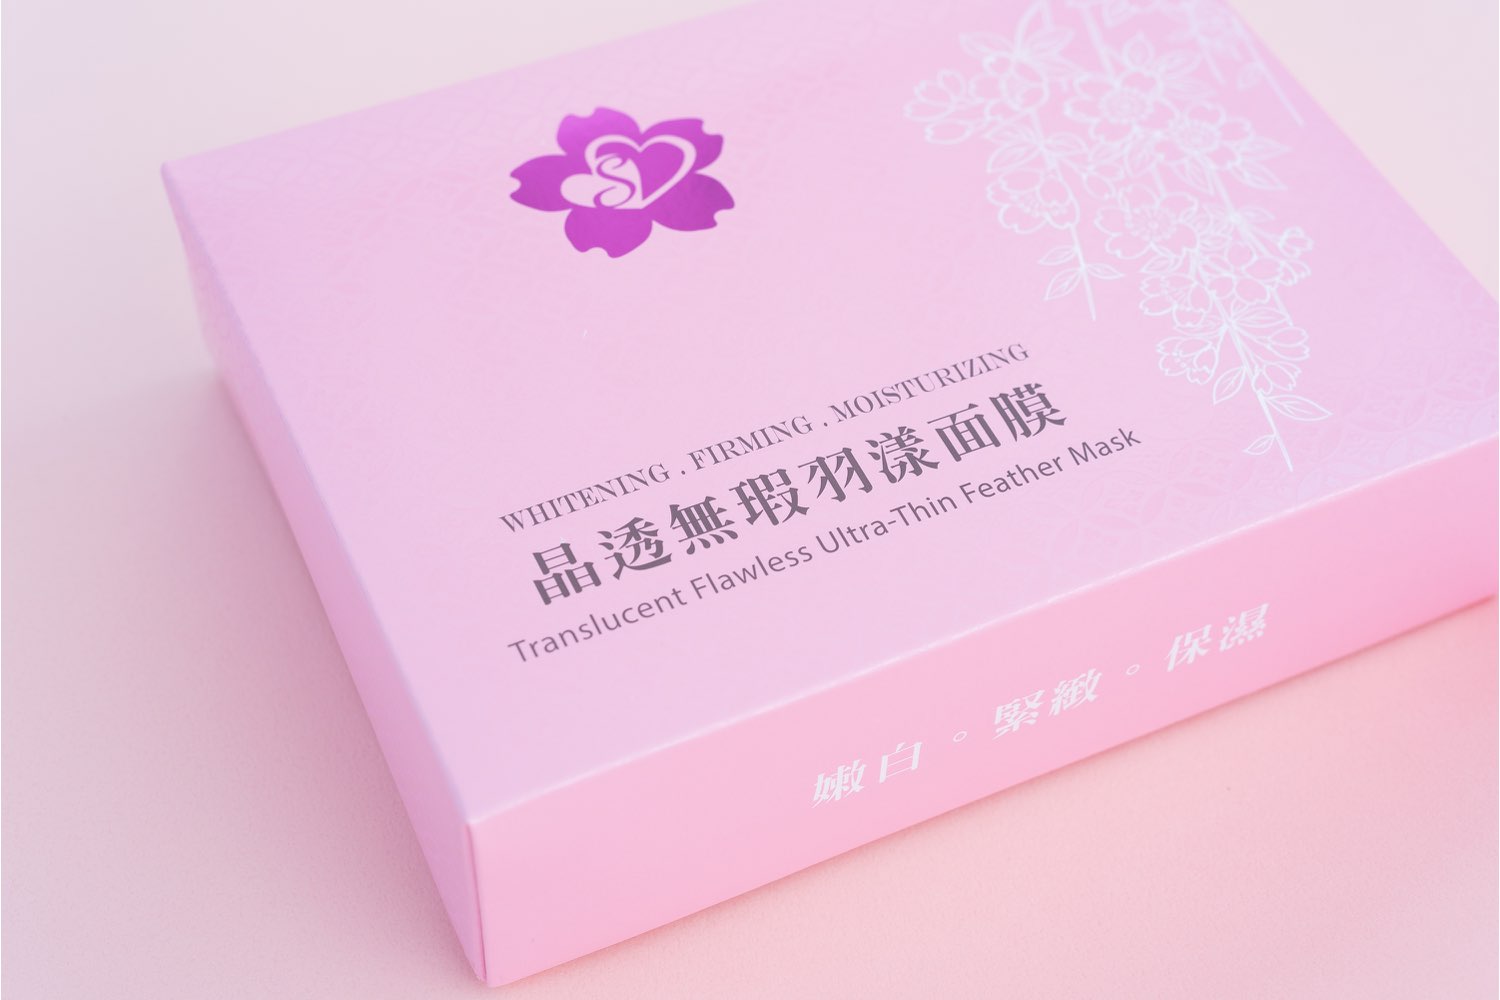 S
WHITENING . FIRMING . MOISTURIZING
晶透無瑕羽漾面膜
Translucent Flawless Ultra-Thin Feather Mask
嫩白。緊緻。保濕